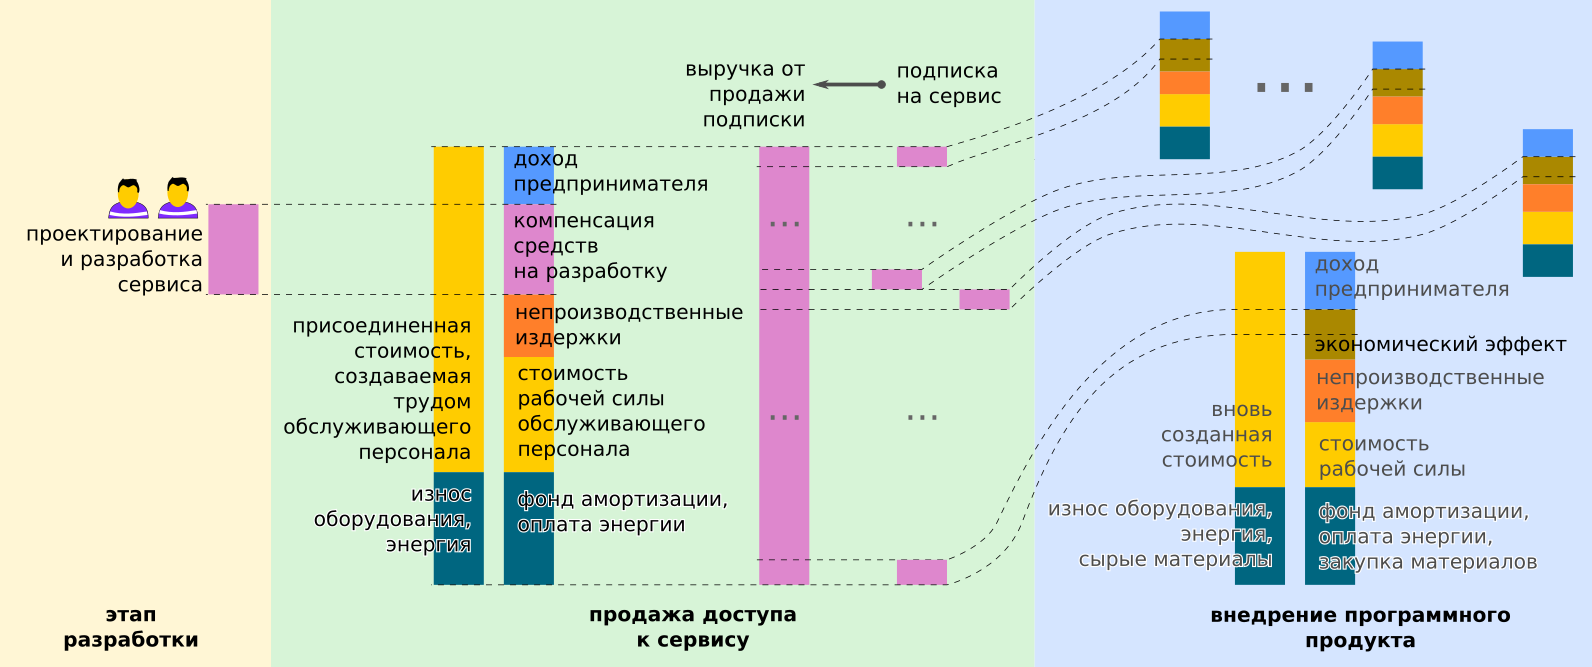 проектирование
и разработка
сервиса
этап
разработки
выручка от
продажи
подписки
подписка
на сервис
доход
предпринимателя
компенсация
средств
на разработку
непроизводственные
издержки
присоединенная
стоимость,
создаваемая
трудом
обслуживающего
персонала
стоимость
рабочей силы
обслуживающего
персонала
износ
оборудования,
энергия
фонд амортизации,
оплата энергии
...
...
...
...
продажа доступа
к сервису
...
доход
предпринимателя
экономический эффект
непроизводственные
издержки
вновь
созданная
стоимость
стоимость
рабочей силы
износ оборудования,
энергия,
сырые материалы
фонд амортизации,
оплата энергии,
закупка материалов
внедрение программного
продукта